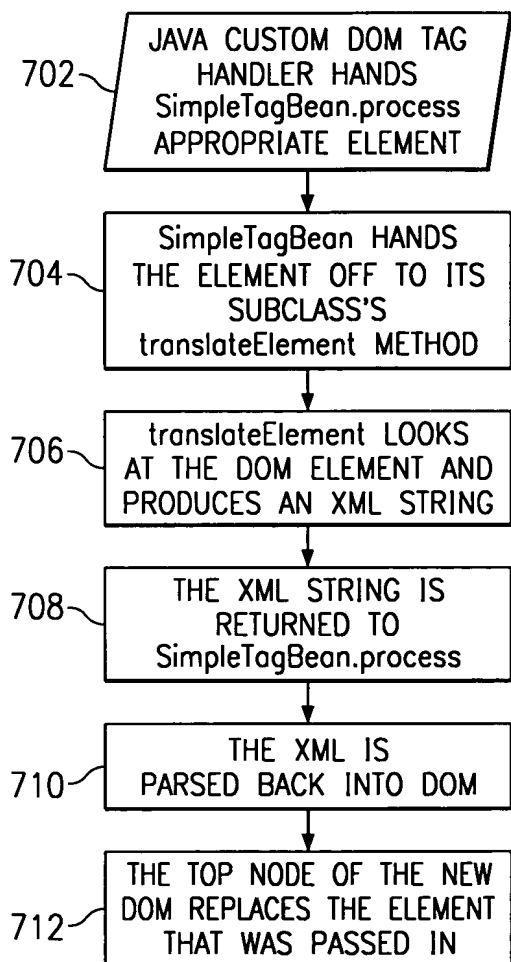 702
JAVA CUSTOM DOM TAG
HANDLER HANDS
SimpleTagBean.process
APPROPRIATE ELEMENT
704
SimpleTagBean HANDS
THE ELEMENT OFF TO ITS
SUBCLASS'S
translateElement METHOD
706
translateElement LOOKS
AT THE DOM ELEMENT AND
PRODUCES AN XML STRING
708
THE XML STRING IS
RETURNED TO
SimpleTagBean.process
710
THE XML IS
PARSED BACK INTO DOM
712
THE TOP NODE OF THE NEW
DOM REPLACES THE ELEMENT
THAT WAS PASSED IN